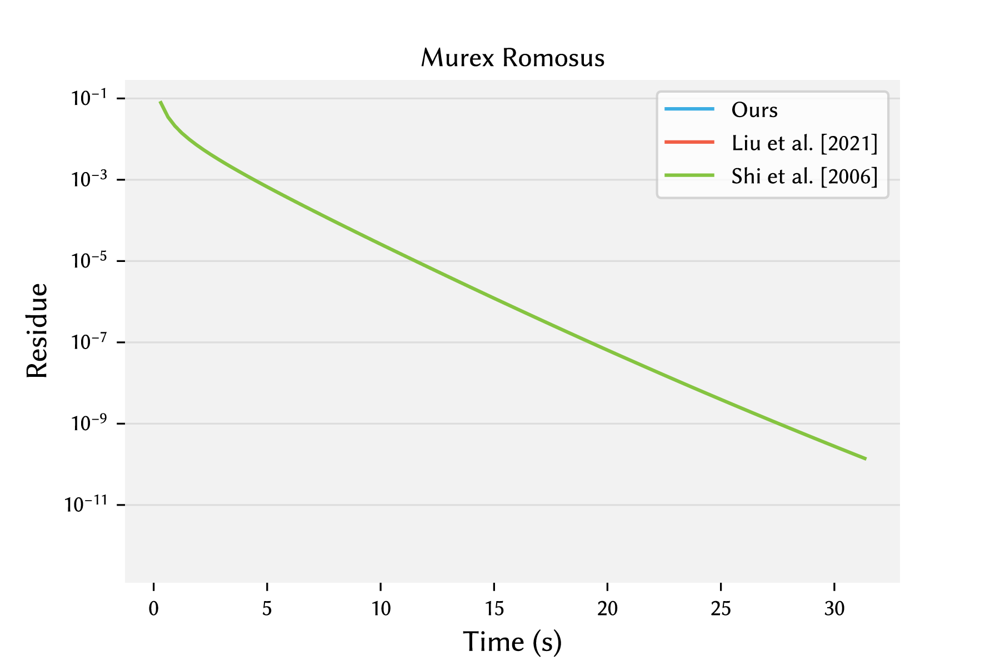 Murex Romosus
Ours
Liu et al. [2021]
Shi et al. [2006]
10⁻¹
10⁻³
10⁻⁵
10⁻⁷
10⁻⁹
10⁻¹¹
Residue
0 5 10 15 20 25 30
Time (s)